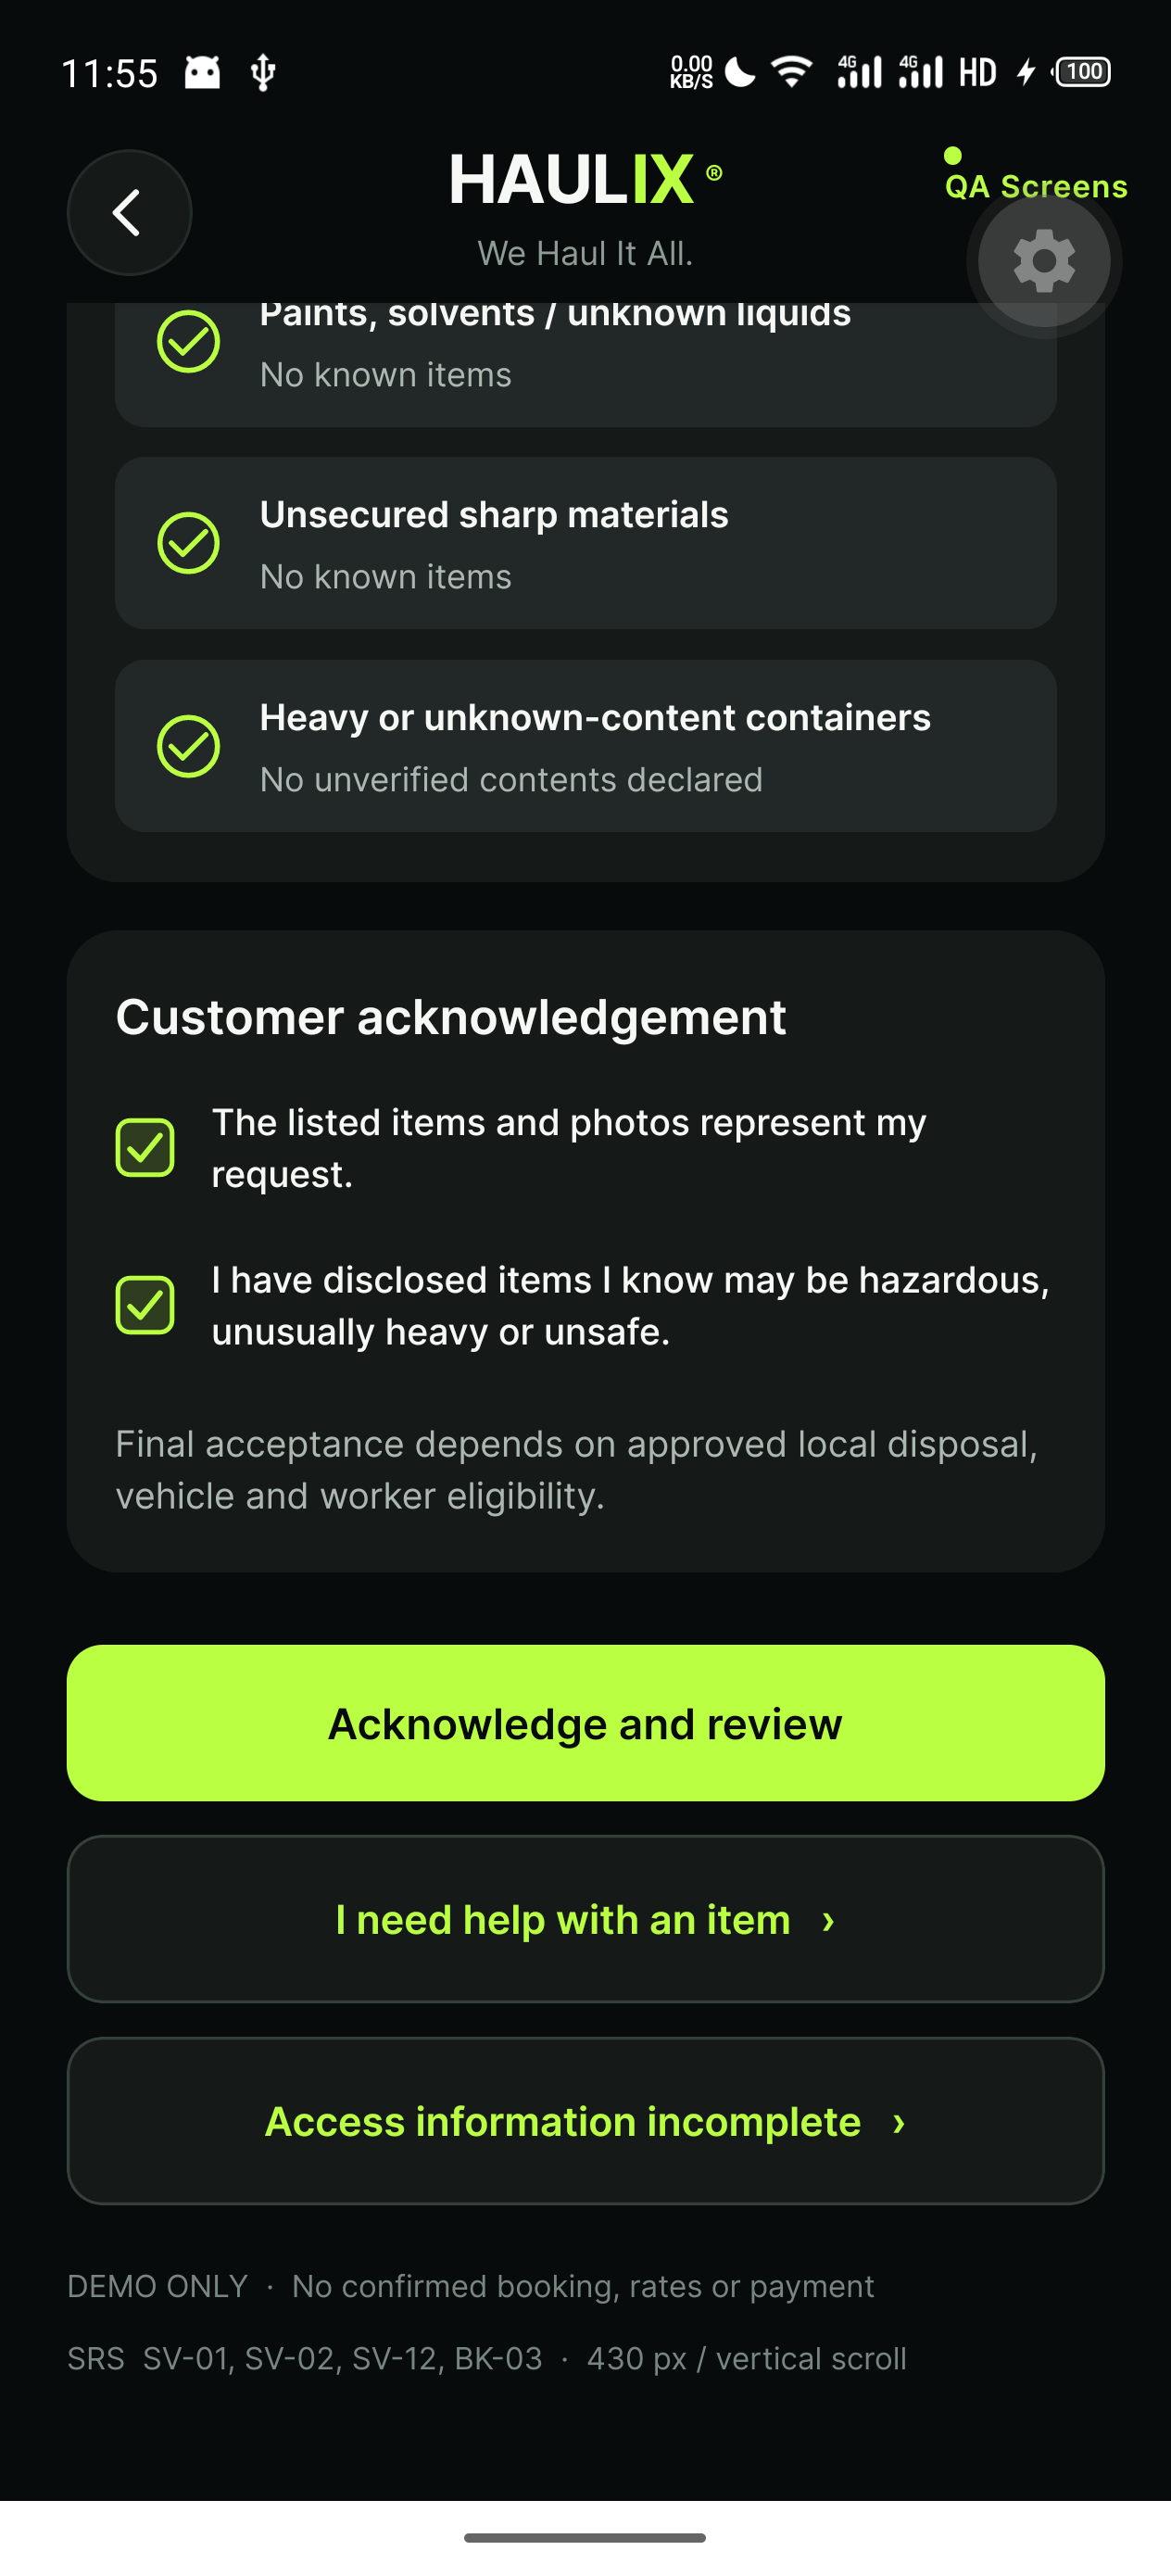 11:55
0.00 KB/S 4G 4G HD 100
HAULIX ®
QA Screens
We Haul It All.
Paints, solvents / unknown liquids
No known items
Unsecured sharp materials
No known items
Heavy or unknown-content containers
No unverified contents declared
Customer acknowledgement
The listed items and photos represent my
request.
I have disclosed items I know may be hazardous,
unusually heavy or unsafe.
Final acceptance depends on approved local disposal,
vehicle and worker eligibility.
Acknowledge and review
I need help with an item ›
Access information incomplete ›
DEMO ONLY · No confirmed booking, rates or payment
SRS SV-01, SV-02, SV-12, BK-03 · 430 px / vertical scroll